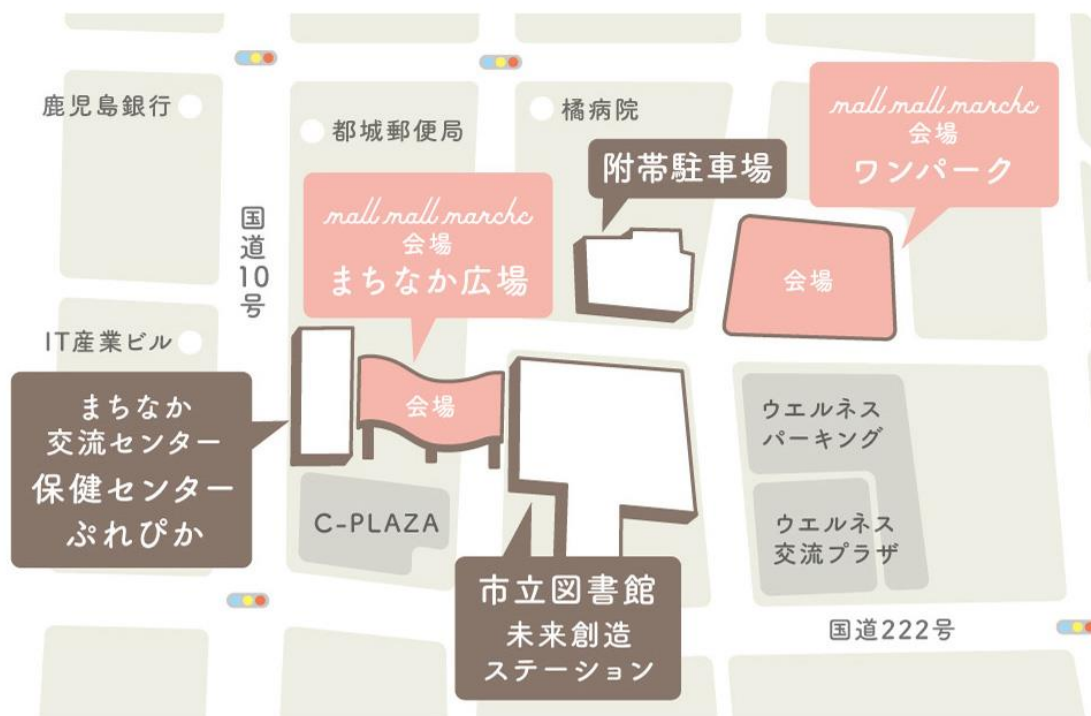 鹿児島銀行
都城郵便局
橘病院
附帯駐車場
mall mall marche
会場
ワンパーク
mall mall marche
会場
まちなか広場
国道10号
会場
IT産業ビル
会場
まちなか
交流センター
保健センター
ぷれぴか
ウエルネス
パーキング
C-PLAZA
ウエルネス
交流プラザ
市立図書館
未来創造
ステーション
国道222号